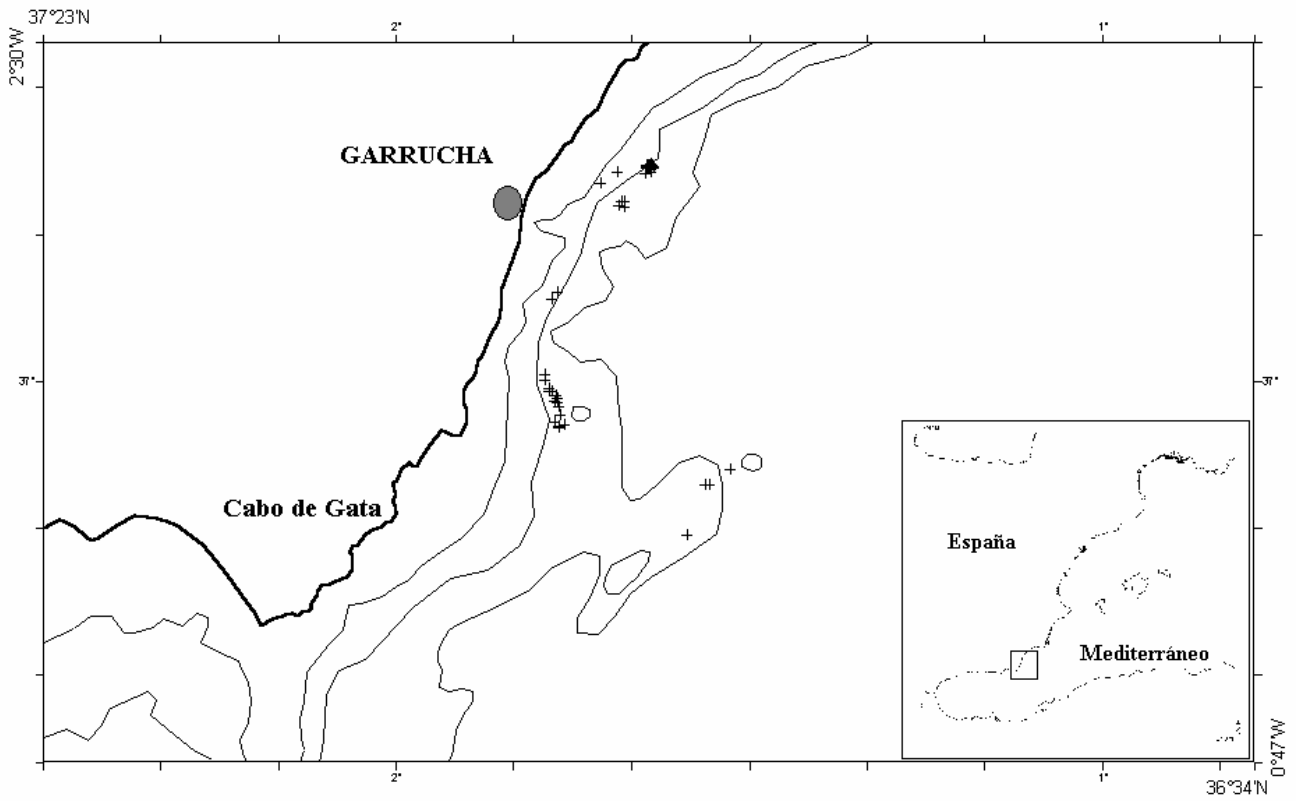 37°23'N
2°30'W
2°
1°
GARRUCHA
37°
37°
Cabo de Gata
España
Mediterráneo
2°
1°
0°47'W
36°34'N